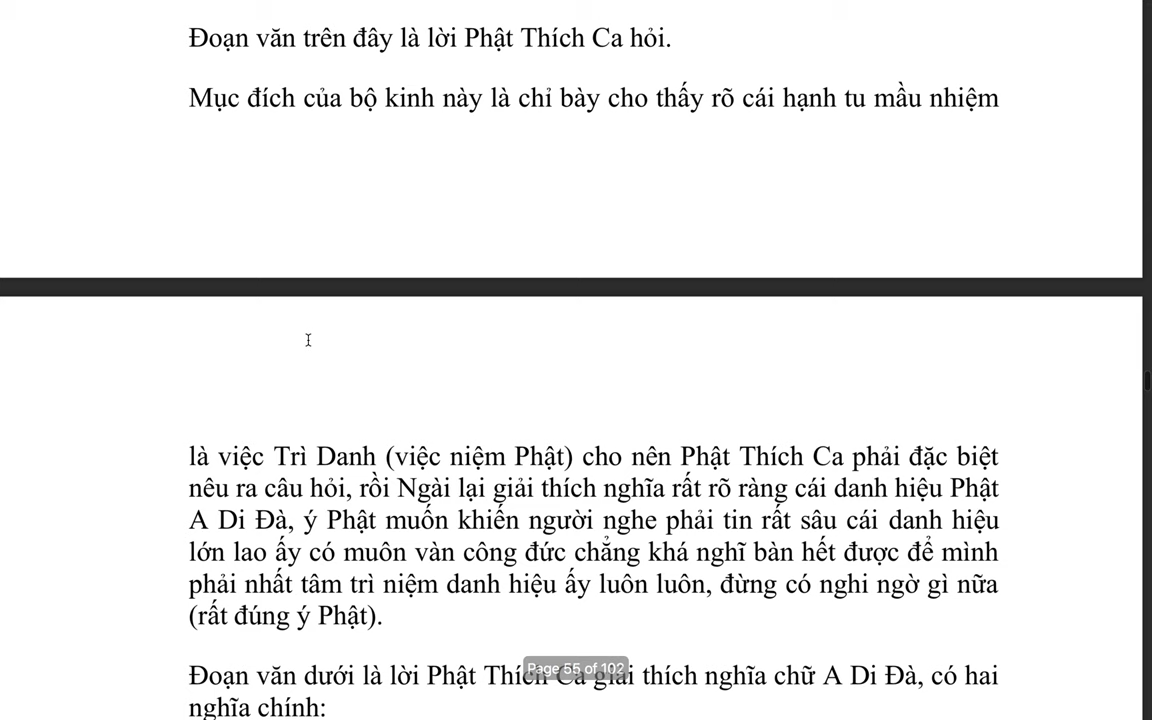 Đoạn văn trên đây là lời Phật Thích Ca hỏi.
Mục đích của bộ kinh này là chỉ bày cho thấy rõ cái hạnh tu mầu nhiệm
là việc Trì Danh (việc niệm Phật) cho nên Phật Thích Ca phải đặc biệt
nêu ra câu hỏi, rồi Ngài lại giải thích nghĩa rất rõ ràng cái danh hiệu Phật
A Di Đà, ý Phật muốn khiến người nghe phải tin rất sâu cái danh hiệu
lớn lao ấy có muôn vàn công đức chẳng khá nghĩ bàn hết được để mình
phải nhất tâm trì niệm danh hiệu ấy luôn luôn, đừng có nghi ngờ gì nữa
(rất đúng ý Phật).
Đoạn văn dưới là lời Phật Thích Ca giải thích nghĩa chữ A Di Đà, có hai
Page 55 of 102
nghĩa chính: